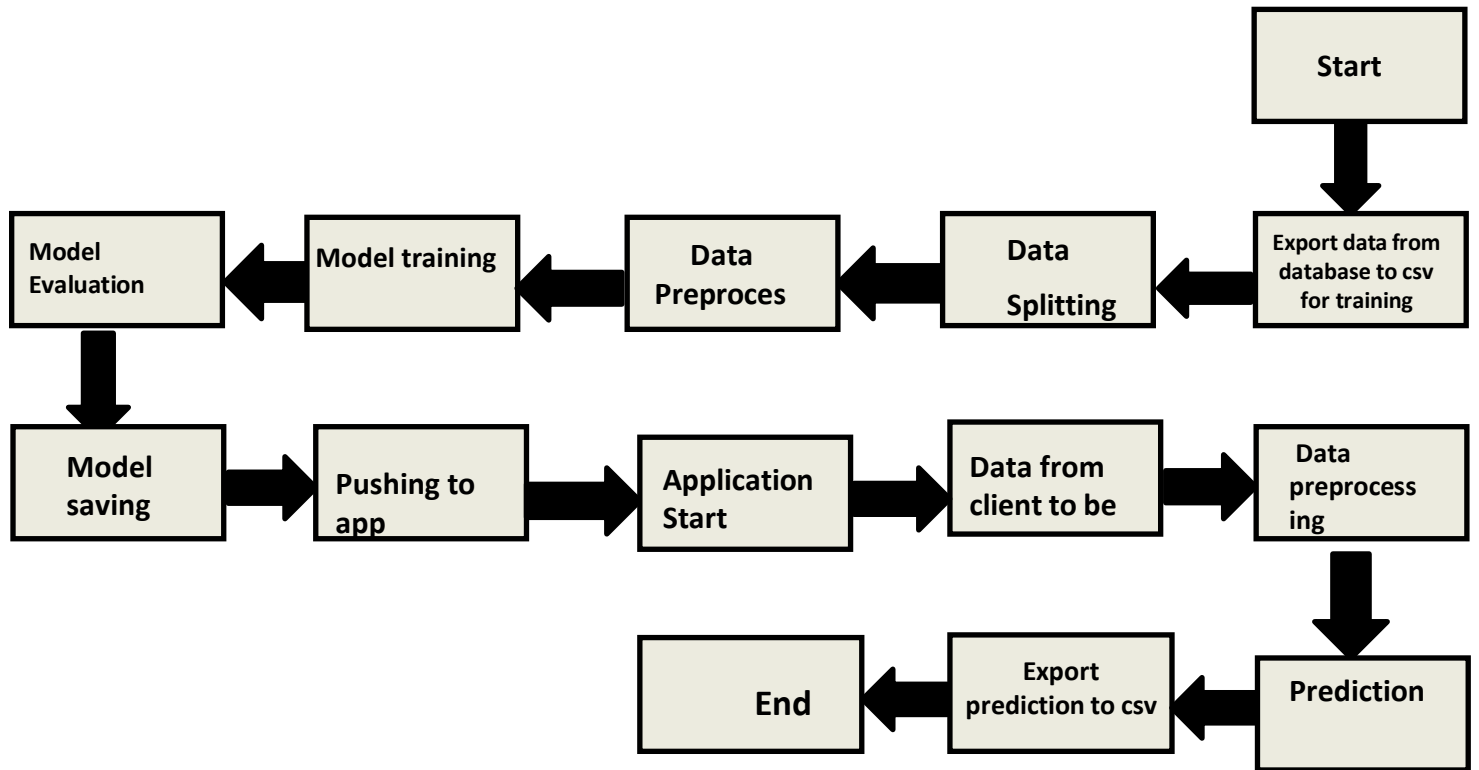 Start
Export data from
database to csv
for training
Data
Splitting
Data
Preproces
Model training
Model
Evaluation
Model
saving
Pushing to
app
Application
Start
Data from
client to be
Data
preprocess
ing
Prediction
Export
prediction to csv
End